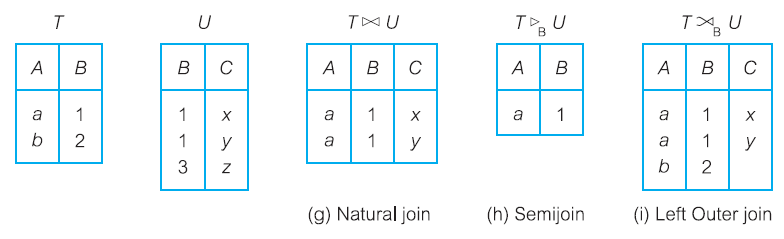 T
A B
a 1
b 2
U
B C
1 x
1 y
3 z
T ⋈ U
A B C
a 1 x
a 1 y
(g) Natural join
T ▷B U
A B
a 1
(h) Semijoin
T ⟕B U
A B C
a 1 x
a 1 y
b 2
(i) Left Outer join